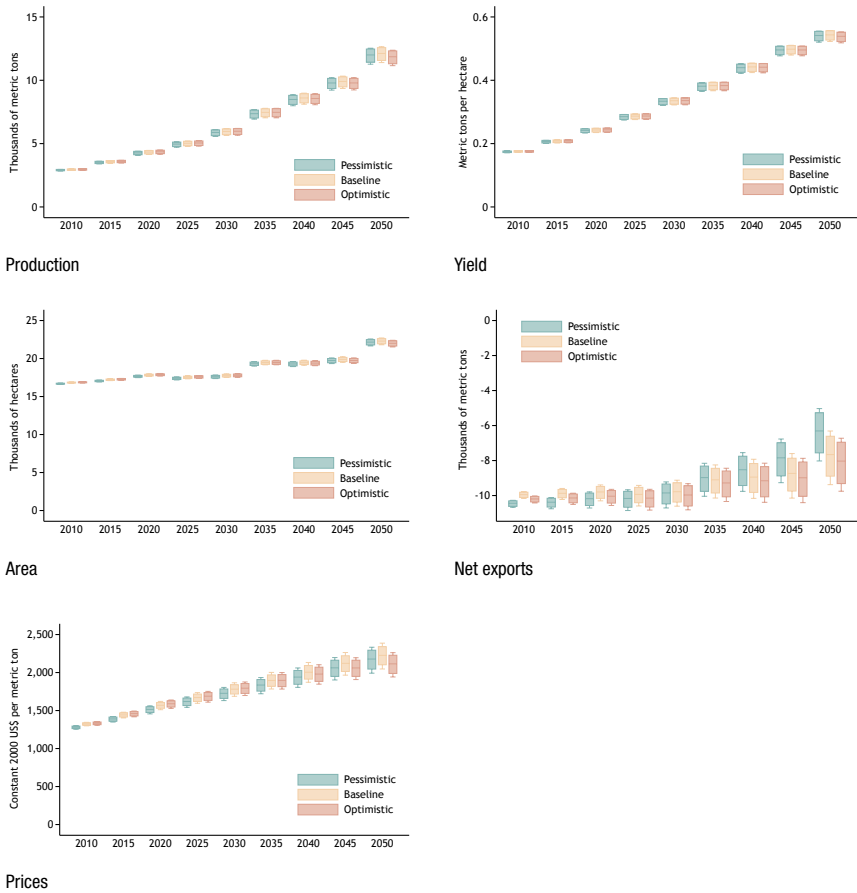 15
10
5
0
Thousands of metric tons
Pessimistic
Baseline
Optimistic
2010 2015 2020 2025 2030 2035 2040 2045 2050
Production
0.6
0.4
0.2
0
Metric tons per hectare
Pessimistic
Baseline
Optimistic
2010 2015 2020 2025 2030 2035 2040 2045 2050
Yield
25
20
15
10
5
0
Thousands of hectares
Pessimistic
Baseline
Optimistic
2010 2015 2020 2025 2030 2035 2040 2045 2050
Area
0
-2
-4
-6
-8
-10
Thousands of metric tons
Pessimistic
Baseline
Optimistic
2010 2015 2020 2025 2030 2035 2040 2045 2050
Net exports
2,500
2,000
1,500
1,000
500
0
Constant 2000 US$ per metric ton
Pessimistic
Baseline
Optimistic
2010 2015 2020 2025 2030 2035 2040 2045 2050
Prices